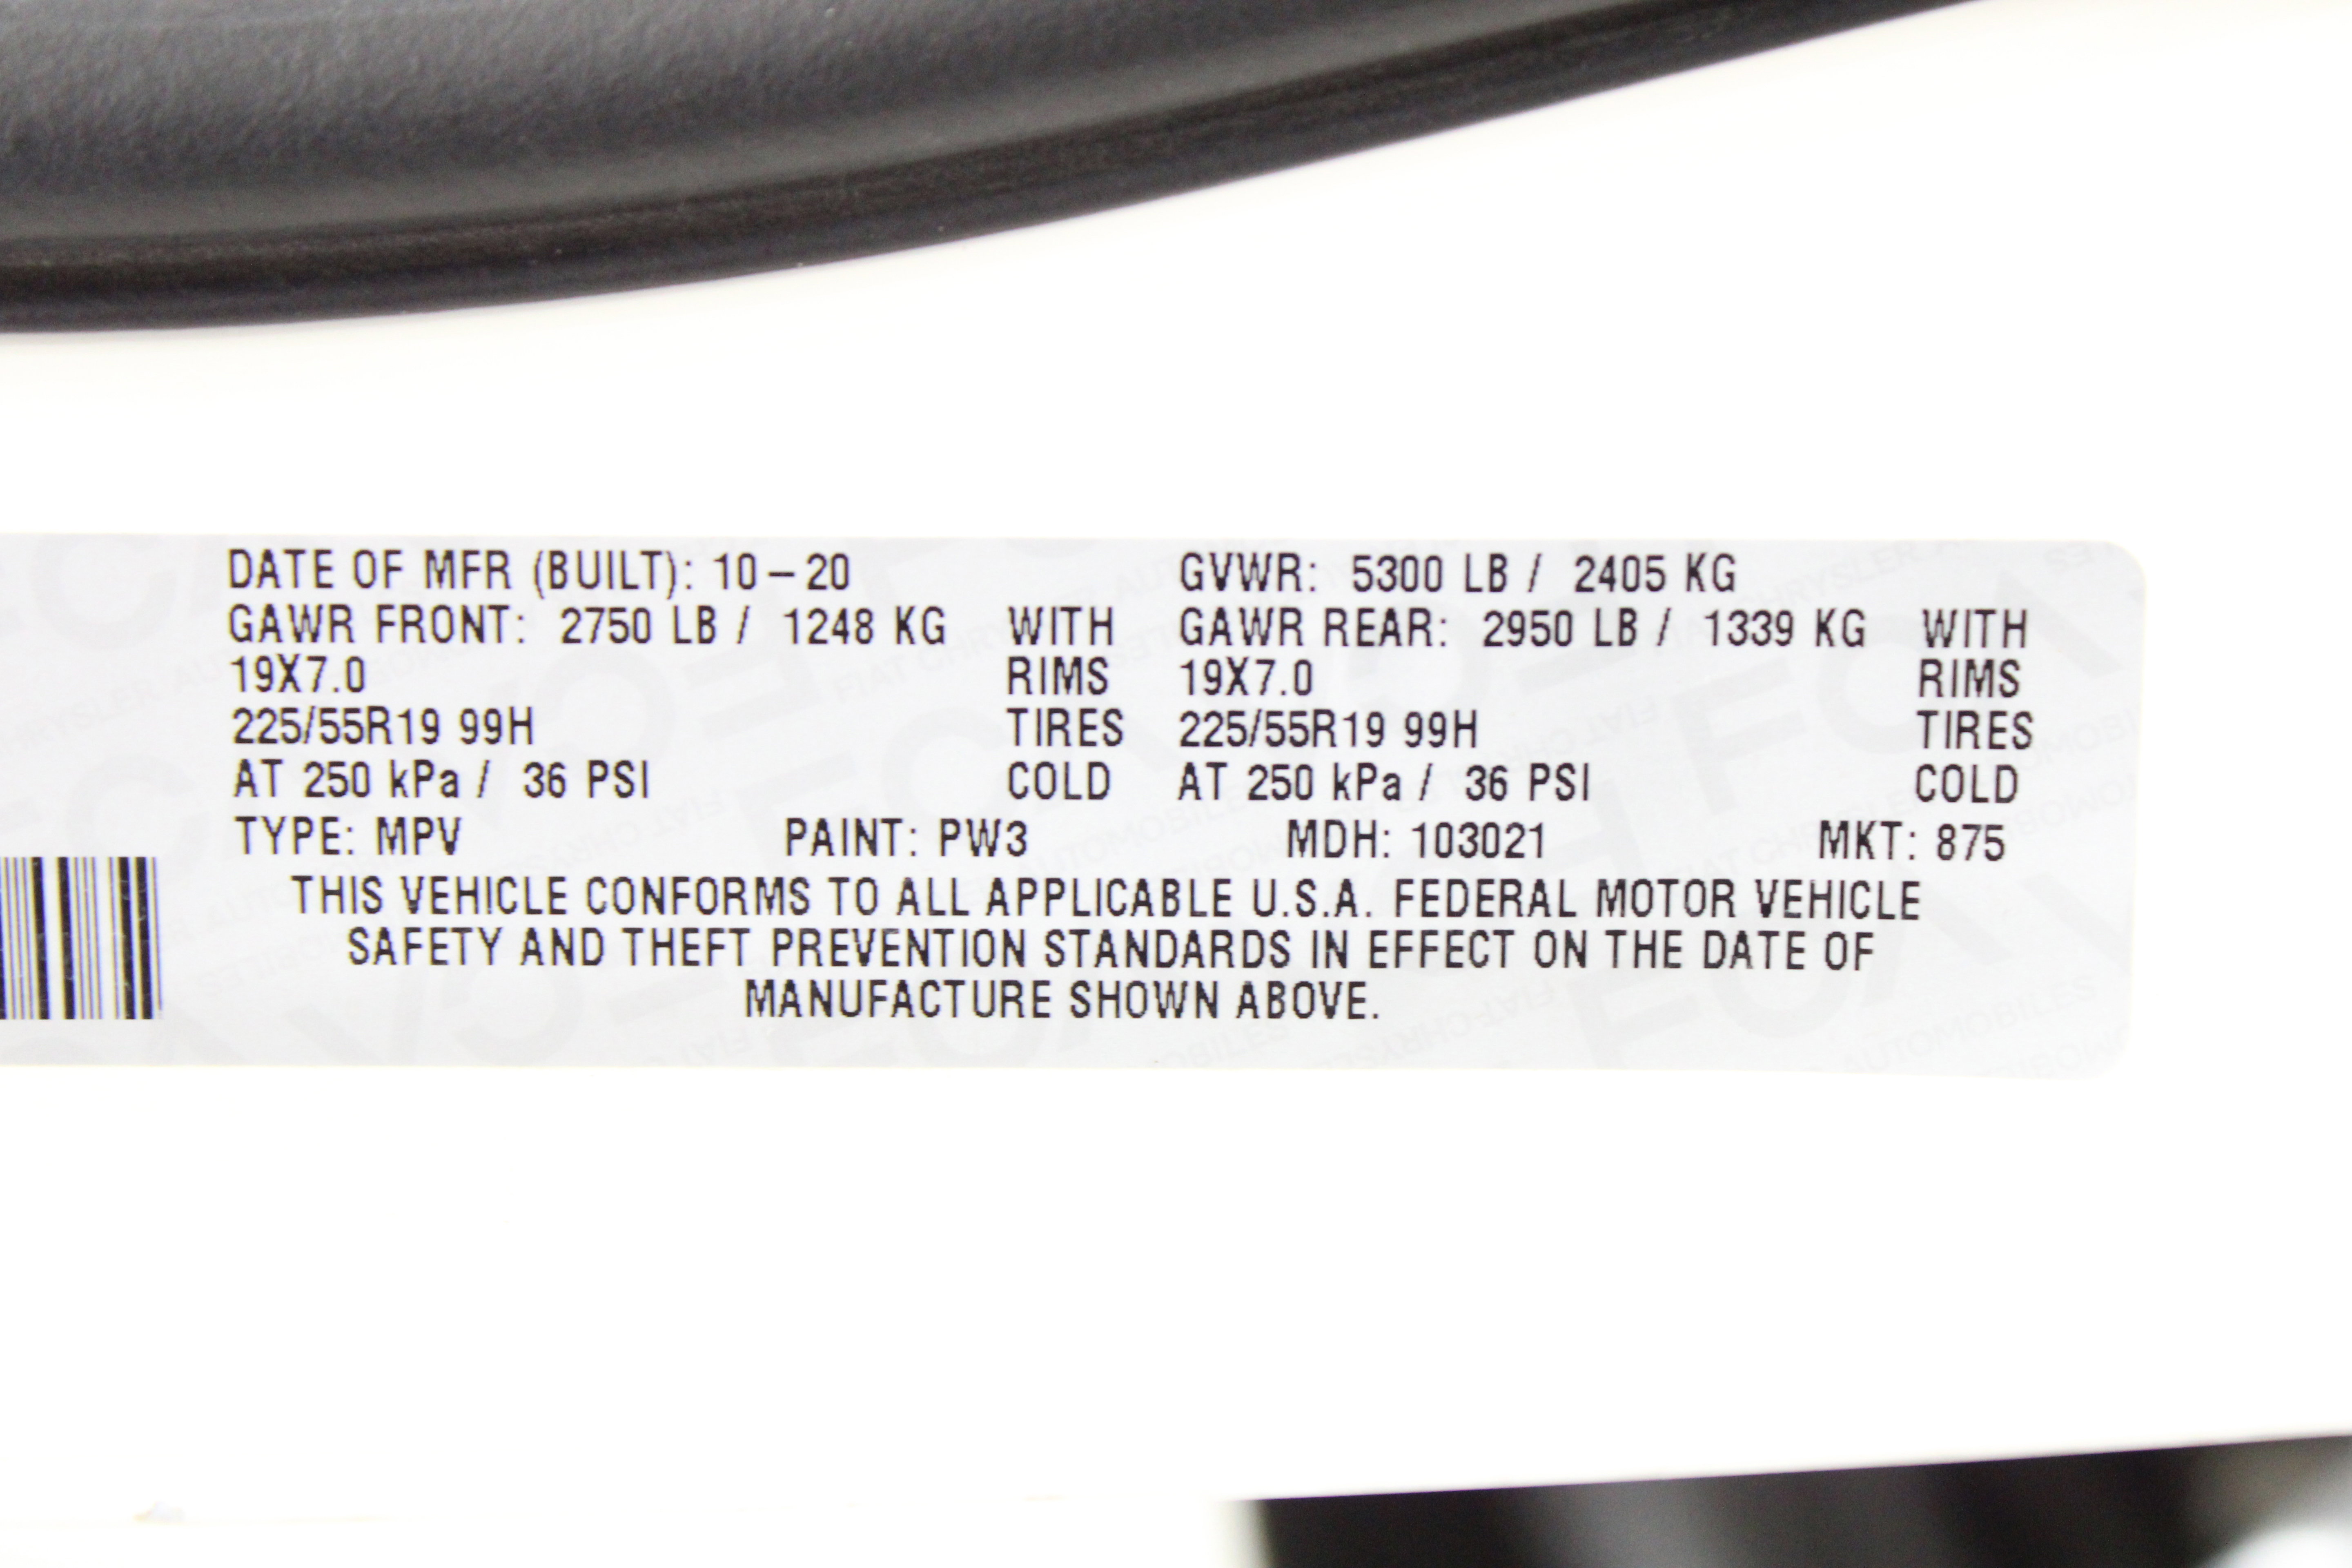 DATE OF MFR (BUILT): 10-20 GVWR: 5300 LB / 2405 KG
GAWR FRONT: 2750 LB / 1248 KG WITH GAWR REAR: 2950 LB / 1339 KG WITH
19X7.0 RIMS 19X7.0 RIMS
225/55R19 99H TIRES 225/55R19 99H TIRES
AT 250 kPa / 36 PSI COLD AT 250 kPa / 36 PSI COLD
TYPE: MPV PAINT: PW3 MDH: 103021 MKT: 875
THIS VEHICLE CONFORMS TO ALL APPLICABLE U.S.A. FEDERAL MOTOR VEHICLE
SAFETY AND THEFT PREVENTION STANDARDS IN EFFECT ON THE DATE OF
MANUFACTURE SHOWN ABOVE.